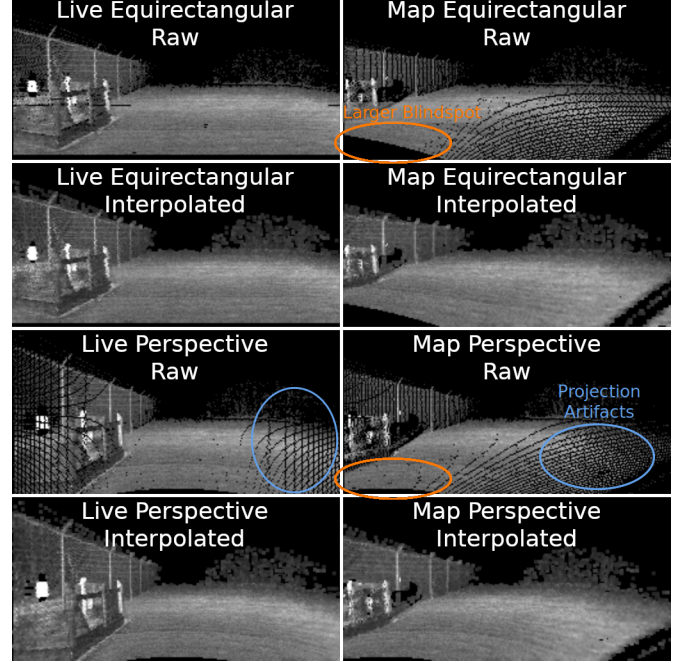 Live Equirectangular
Raw
Map Equirectangular
Raw
Larger Blindspot
Live Equirectangular
Interpolated
Map Equirectangular
Interpolated
Live Perspective
Raw
Map Perspective
Raw
Projection
Artifacts
Live Perspective
Interpolated
Map Perspective
Interpolated